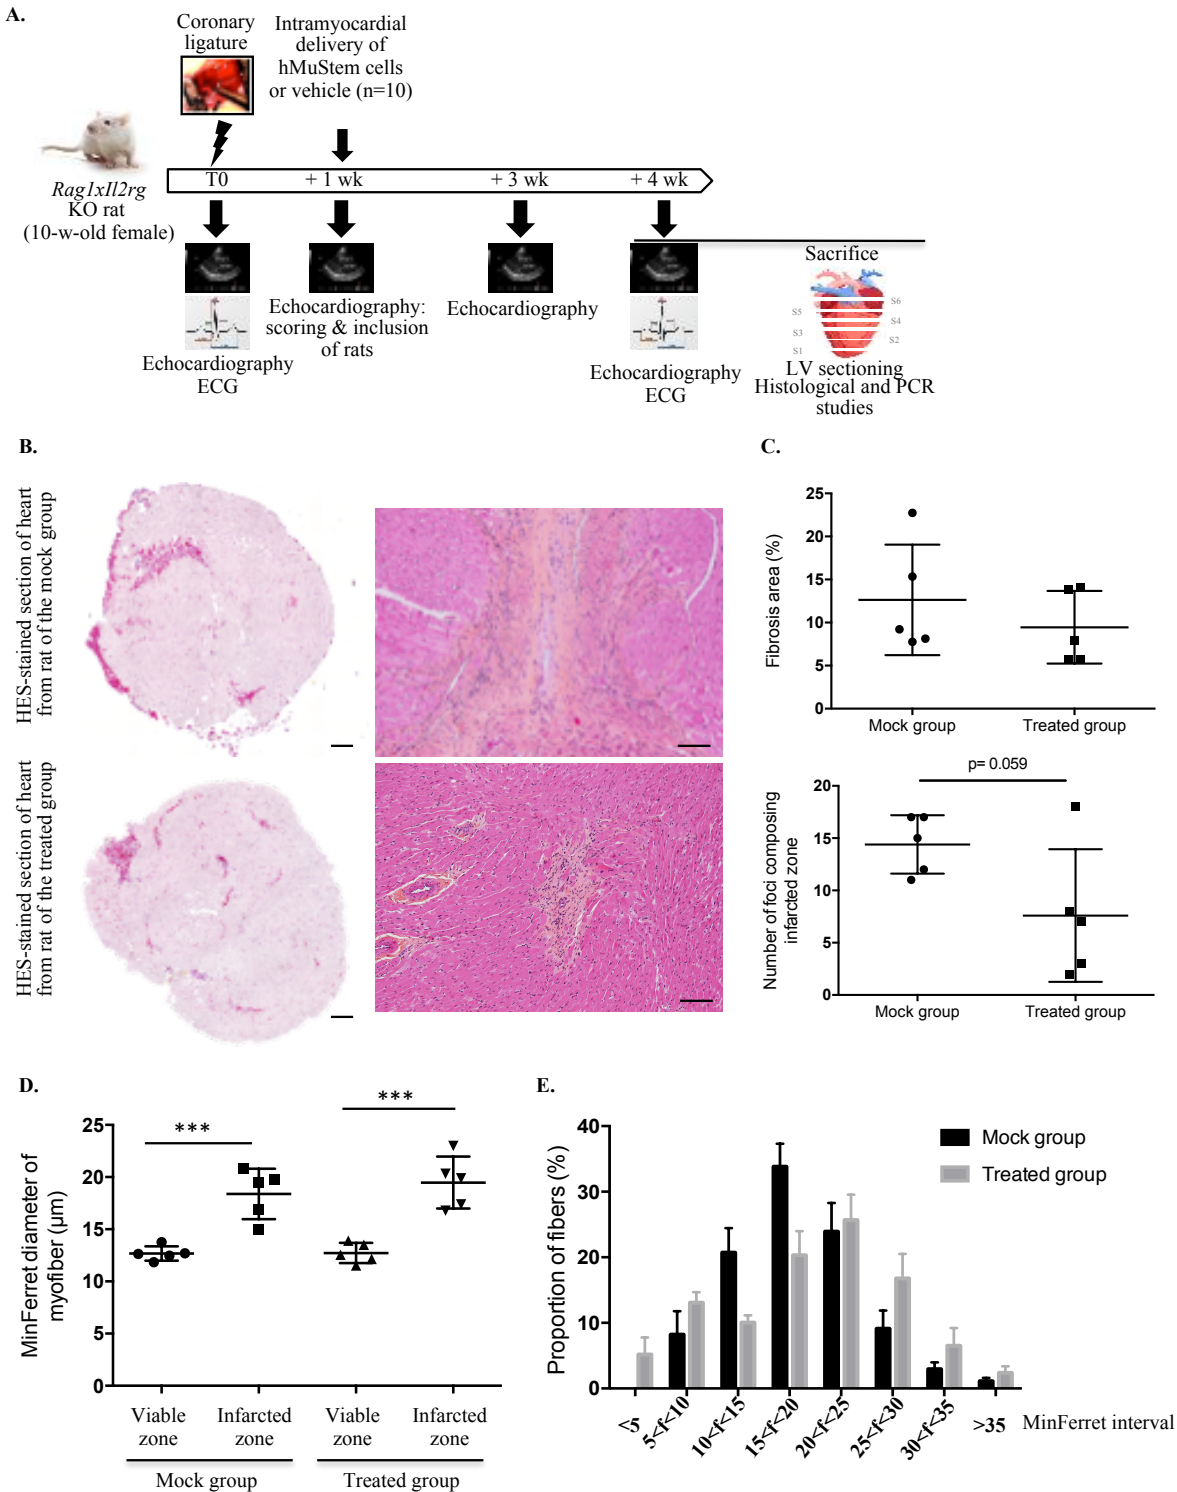 A.
Coronary
ligature
Intramyocardial
delivery of
hMuStem cells
or vehicle (n=10)
Rag1xIl2rg
KO rat
(10-w-old female)
T0
+ 1 wk
+ 3 wk
+ 4 wk
Echocardiography
ECG
Echocardiography:
scoring & inclusion
of rats
Echocardiography
Echocardiography
ECG
Sacrifice
S6
S5
S4
S3
S2
S1
LV sectioning
Histological and PCR
studies
B.
HES-stained section of heart
from rat of the mock group
HES-stained section of heart
from rat of the treated group
C.
Fibrosis area (%)
25
20
15
10
5
0
Mock group
Treated group
p= 0.059
Number of foci composing
infarcted zone
20
15
10
5
0
Mock group
Treated group
D.
MinFerret diameter of
myofiber (µm)
25
20
15
10
5
0
***
***
Viable
zone
Infarcted
zone
Viable
zone
Infarcted
zone
Mock group
Treated group
E.
Proportion of fibers (%)
40
30
20
10
0
Mock group
Treated group
<5
5<f<10
10<f<15
15<f<20
20<f<25
25<f<30
30<f<35
>35
MinFerret interval